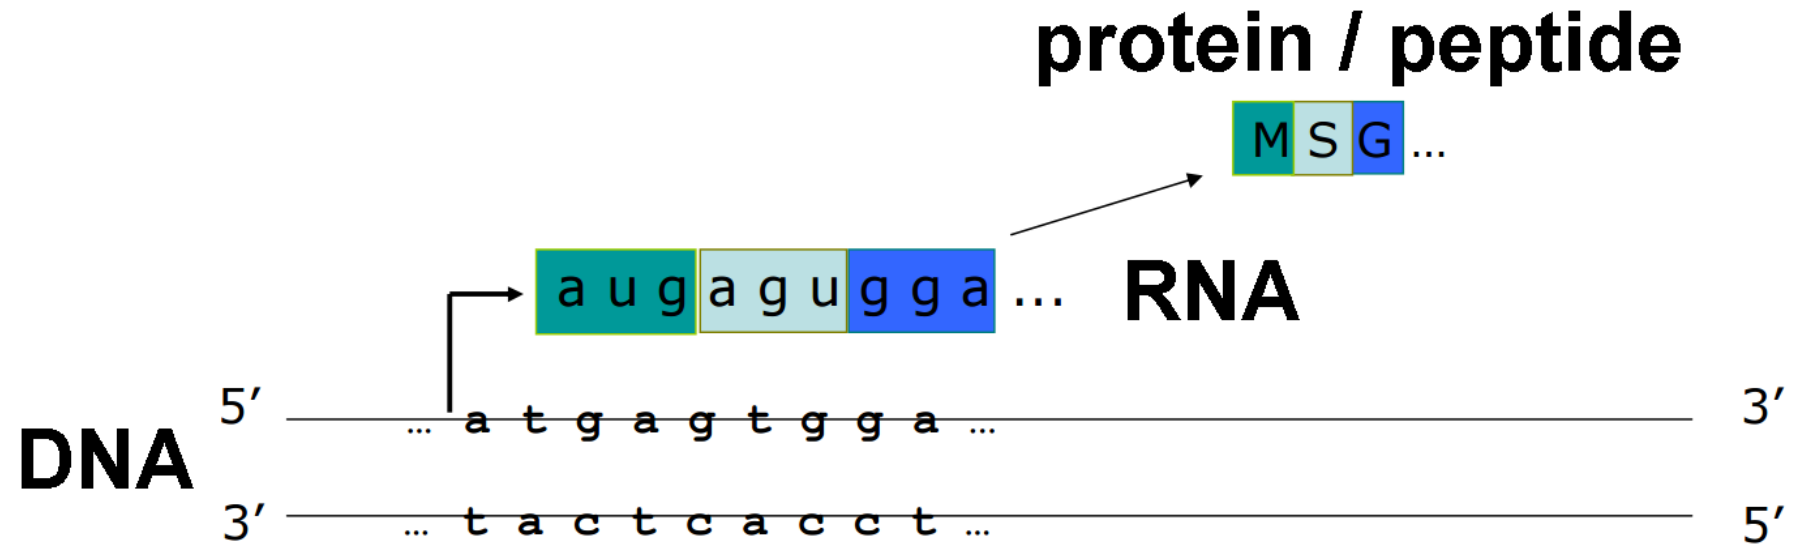 protein / peptide
M S G ...
a u g a g u g g a ... RNA
5′ ... a t g a g t g g a ... 3′
DNA
3′ ... t a c t c a c c t ... 5′